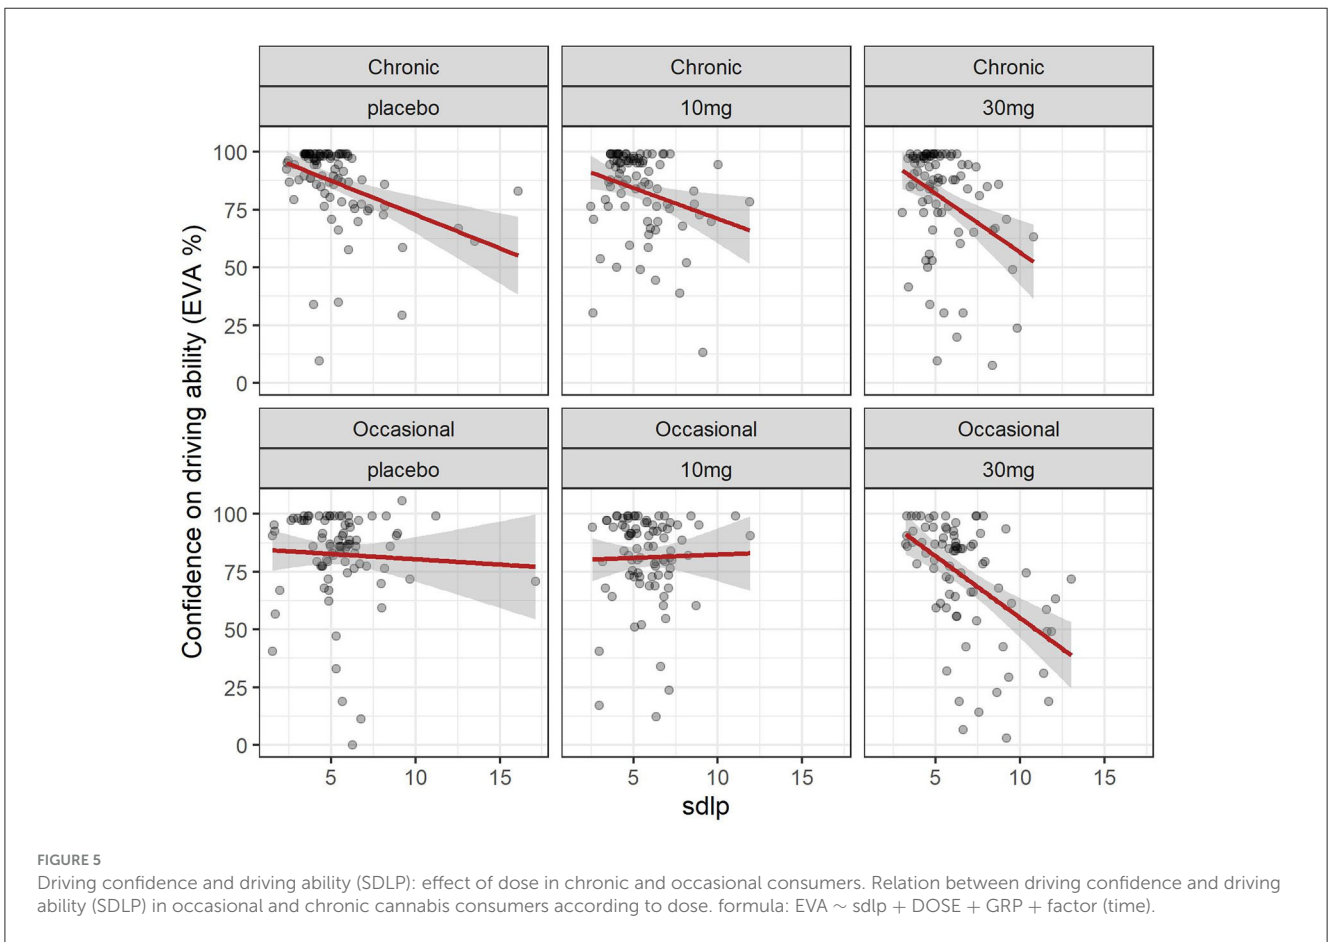 Chronic
Chronic
Chronic
placebo
10mg
30mg
100
75
50
25
0
Confidence on driving ability (EVA %)
Occasional
Occasional
Occasional
placebo
10mg
30mg
100
75
50
25
0
5 10 15
5 10 15
5 10 15
sdlp
FIGURE 5
Driving confidence and driving ability (SDLP): effect of dose in chronic and occasional consumers. Relation between driving confidence and driving
ability (SDLP) in occasional and chronic cannabis consumers according to dose. formula: EVA ~ sdlp + DOSE + GRP + factor (time).